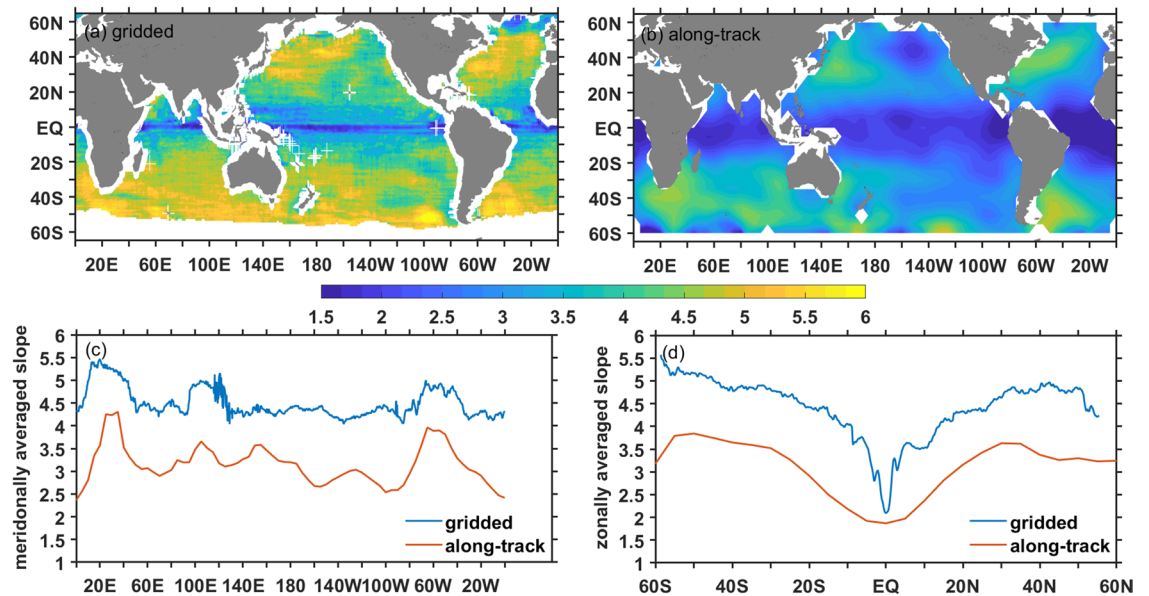 (a) gridded
60N
40N
20N
EQ
20S
40S
60S
20E 60E 100E 140E 180 140W 100W 60W 20W
(b) along-track
60N
40N
20N
EQ
20S
40S
60S
20E 60E 100E 140E 180 140W 100W 60W 20W
1.5 2 2.5 3 3.5 4 4.5 5 5.5 6
(c)
meridonally averaged slope
6
5.5
5
4.5
4
3.5
3
2.5
2
1.5
1
gridded
along-track
20E 60E 100E 140E 180 140W 100W 60W 20W
(d)
zonally averaged slope
6
5.5
5
4.5
4
3.5
3
2.5
2
1.5
1
gridded
along-track
60S 40S 20S EQ 20N 40N 60N